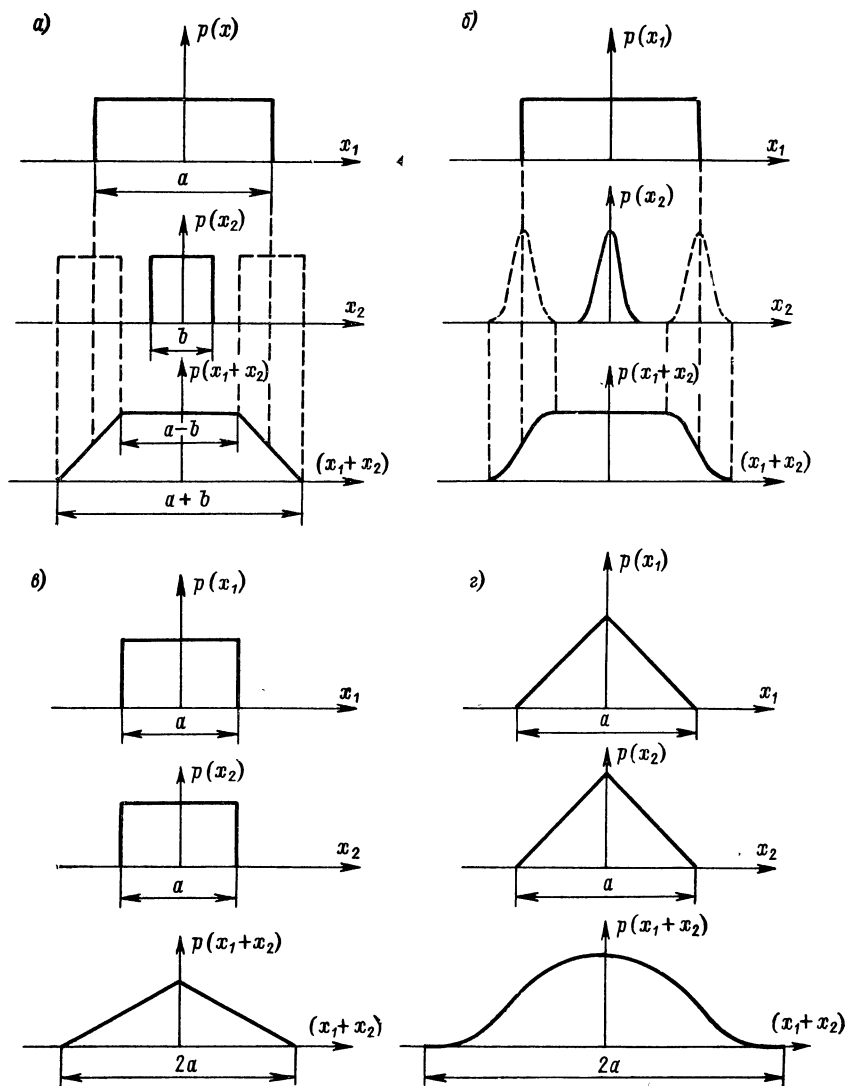 а)
p(x)
x₁
a
p(x₂)
x₂
b
p(x₁+x₂)
a−b
(x₁+x₂)
a+b
б)
p(x₁)
x₁
p(x₂)
x₂
p(x₁+x₂)
(x₁+x₂)
в)
p(x₁)
x₁
a
p(x₂)
x₂
a
p(x₁+x₂)
(x₁+x₂)
2a
г)
p(x₁)
x₁
a
p(x₂)
x₂
a
p(x₁+x₂)
(x₁+x₂)
2a